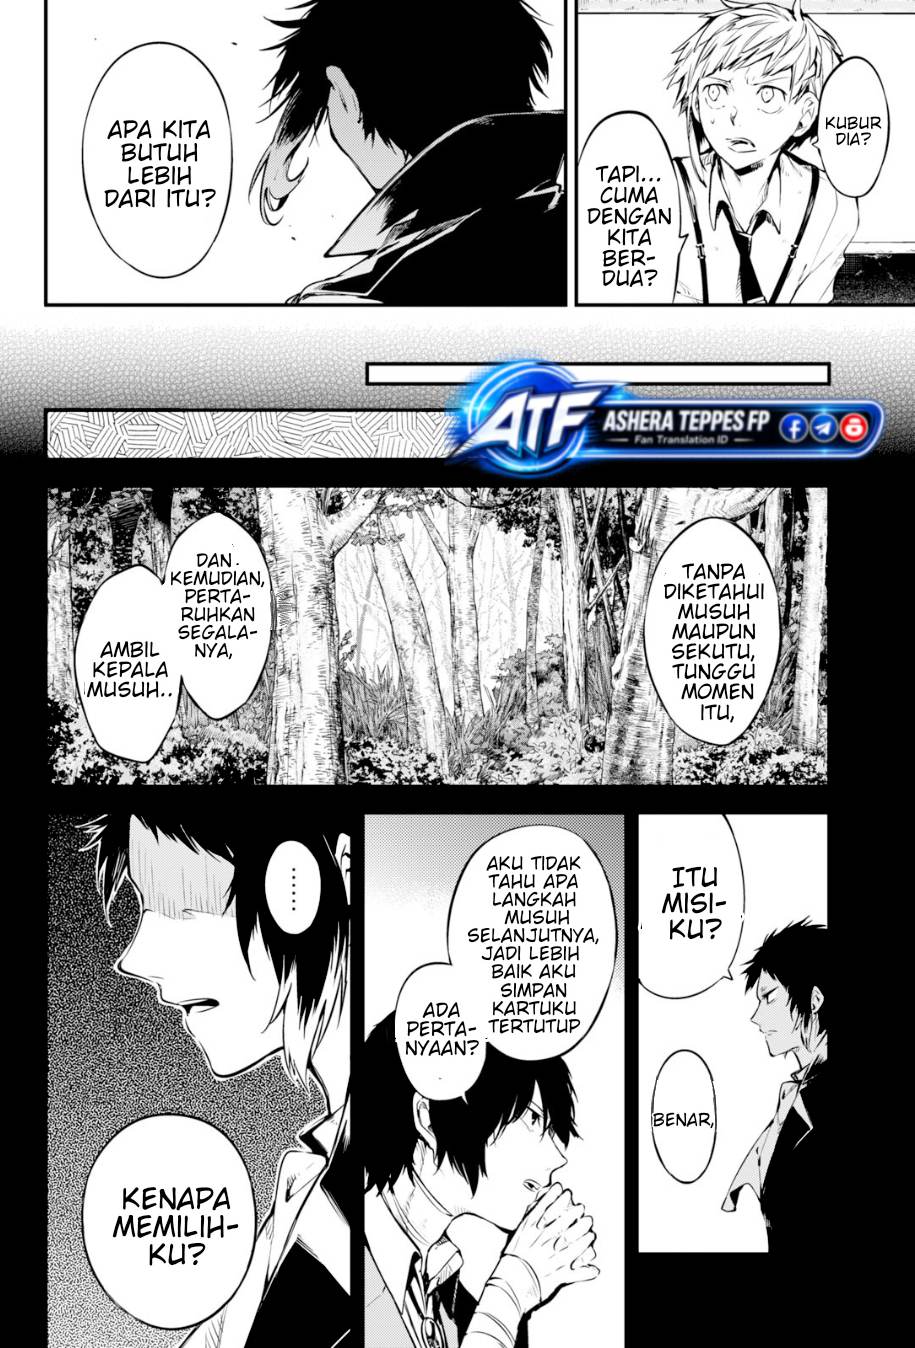 KUBUR
DIA?
TAPI...
CUMA
DENGAN
KITA
BER-
DUA?
APA KITA
BUTUH
LEBIH
DARI ITU?
ATF
ASHERA TEPPES FP
Fan Translation ID
TANPA
DIKETAHUI
MUSUH
MAUPUN
SEKUTU,
TUNGGU
MOMEN
ITU,
DAN
KEMUDIAN,
PERTA-
RUHKAN
SEGALA-
NYA,
AMBIL
KEPALA
MUSUH..
ITU
MISI-
KU?
BENAR,
AKU TIDAK
TAHU APA
LANGKAH
MUSUH
SELANJUTNYA,
JADI LEBIH
BAIK AKU
SIMPAN
KARTUKU
TERTUTUP
ADA
PERTA-
NYAAN?
......
KENAPA
MEMILIH-
KU?